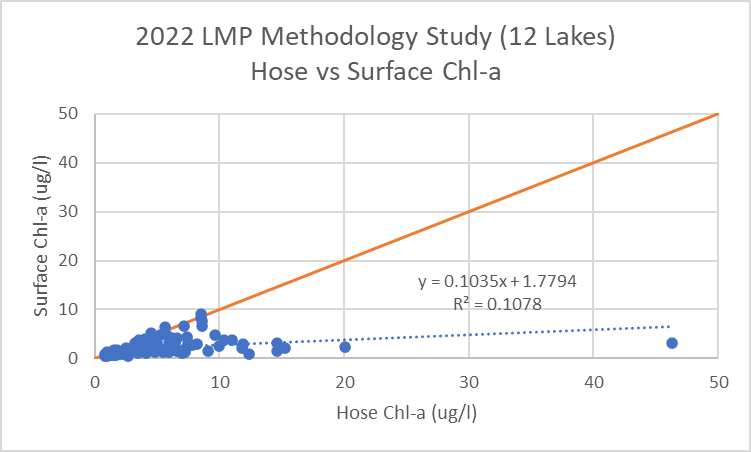 2022 LMP Methodology Study (12 Lakes)
Hose vs Surface Chl-a
50
40
30
20
10
0
Surface Chl-a (ug/l)
y = 0.1035x + 1.7794
R² = 0.1078
0 10 20 30 40 50
Hose Chl-a (ug/l)